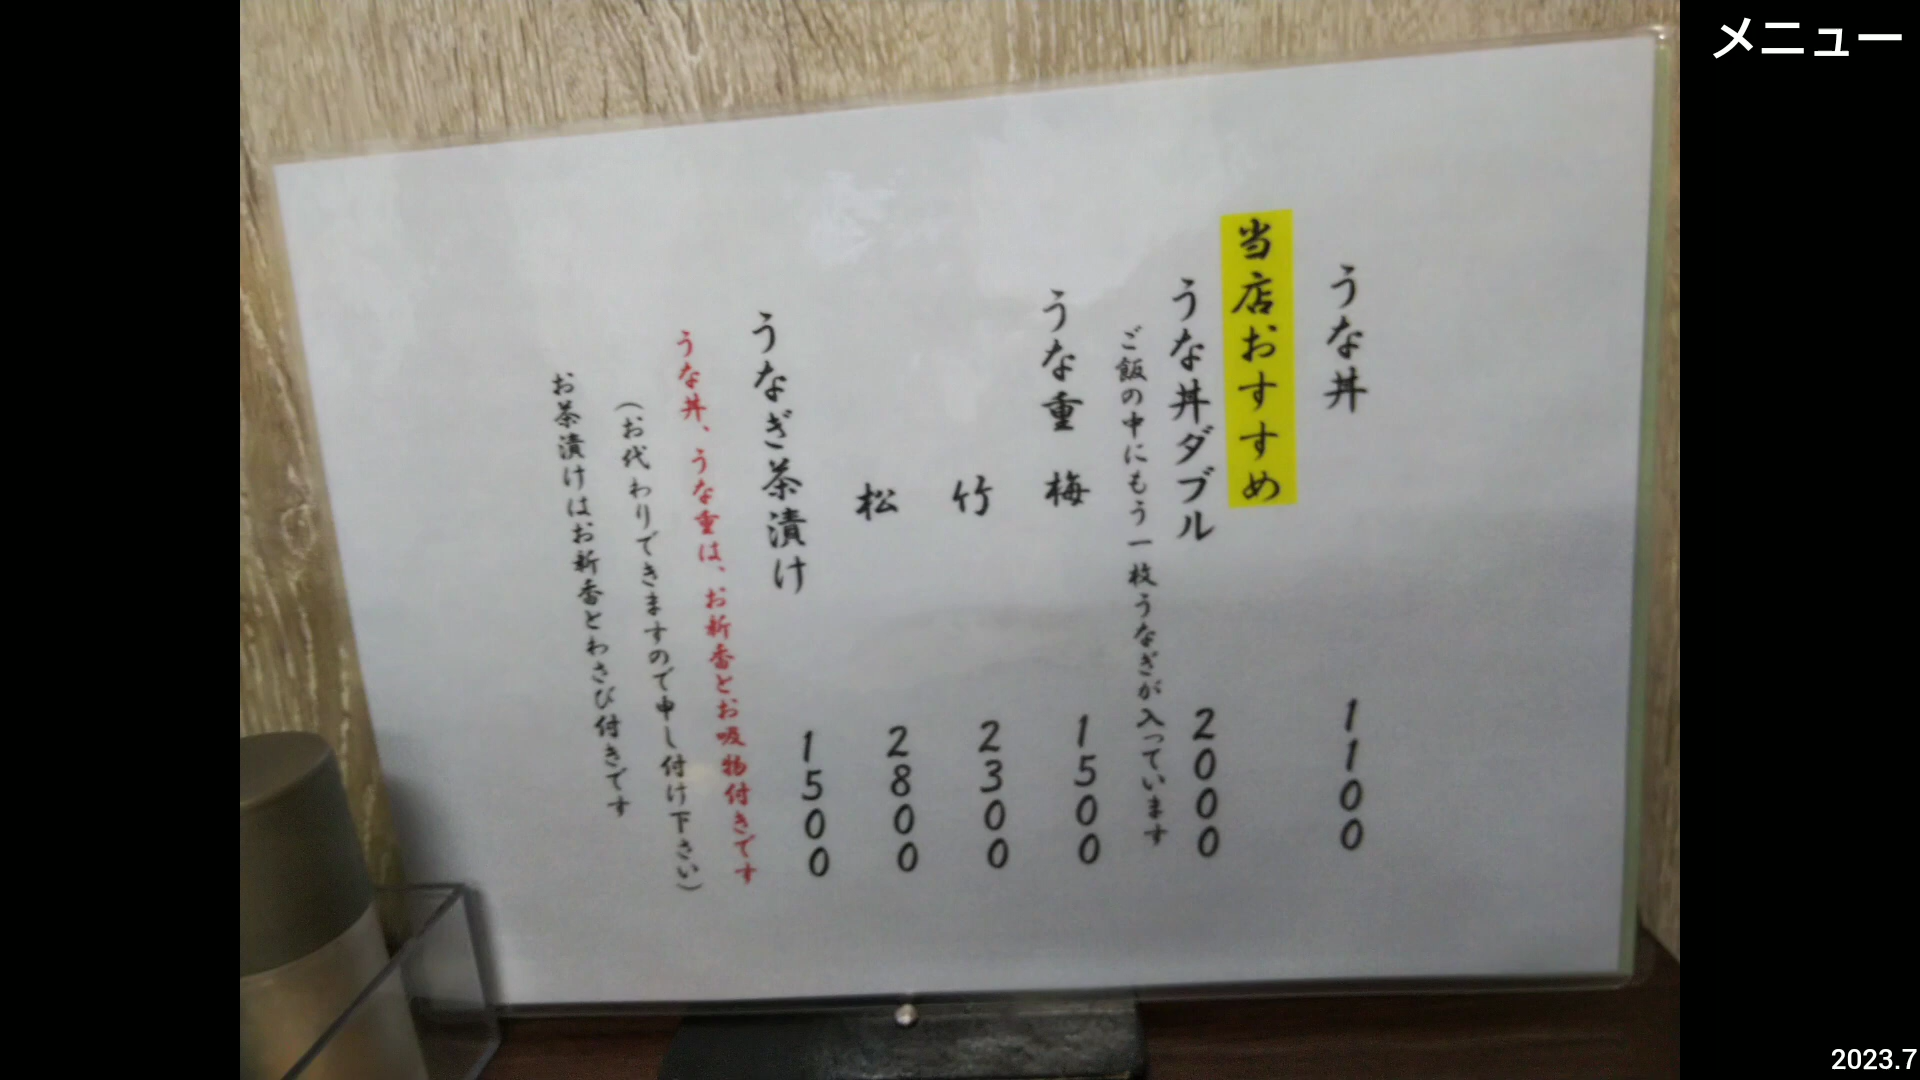 メニュー
うな丼 1100
当店おすすめ
うな丼ダブル 2000
ご飯の中にもう一枚うなぎが入っています
うな重 梅 1500
竹 2300
松 2800
うなぎ茶漬け 1500
うな丼、うな重は、お新香とお吸物付きです
(お代わりできますので申し付け下さい)
お茶漬けはお新香とわさび付きです
2023.7